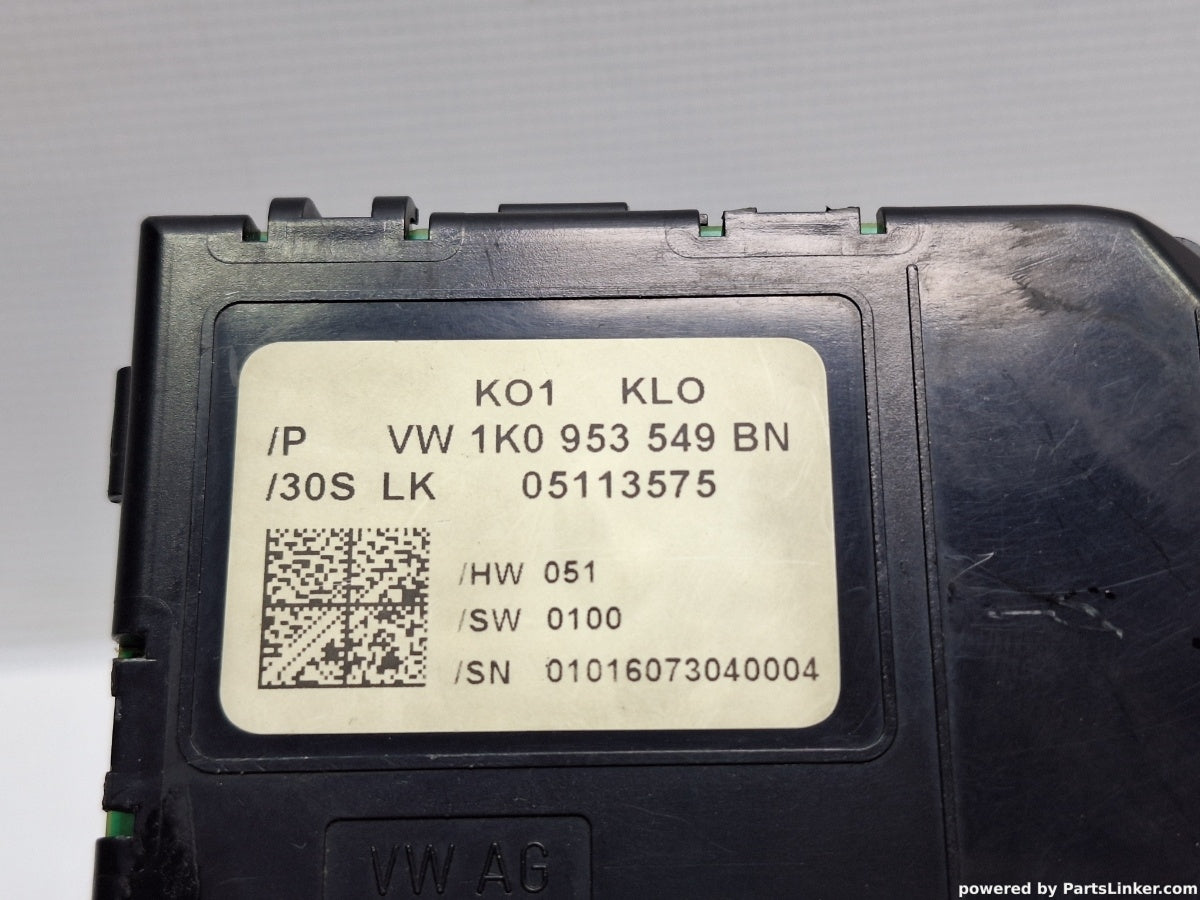 KO1 KLO
/P VW 1K0 953 549 BN
/30S LK 05113575
/HW 051
/SW 0100
/SN 01016073040004
VW AG
powered by PartsLinker.com